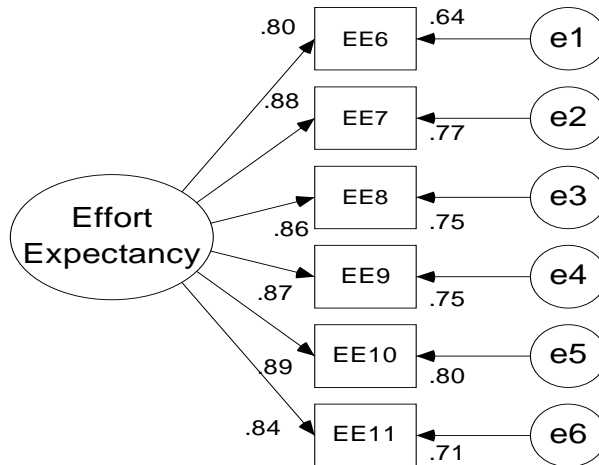 .80
EE6
.64
e1
.88
EE7
.77
e2
Effort
Expectancy
.86
EE8
.75
e3
.87
EE9
.75
e4
.89
EE10
.80
e5
.84
EE11
.71
e6